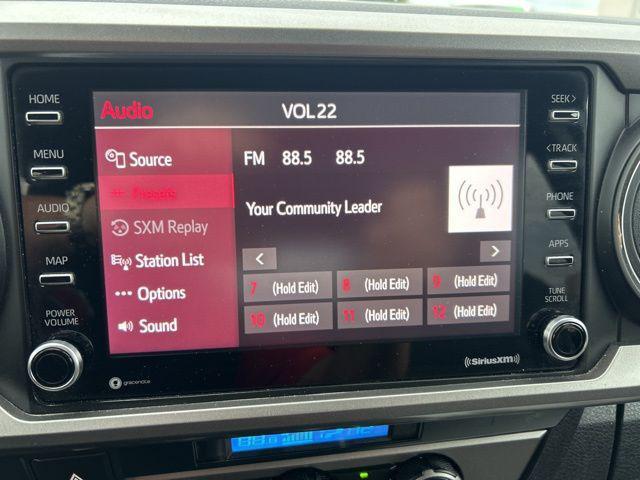 HOME
MENU
AUDIO
MAP
POWER
VOLUME
Audio VOL 22
Source
Presets
SXM Replay
Station List
Options
Sound
FM 88.5 88.5
Your Community Leader
< >
7 (Hold Edit) 8 (Hold Edit) 9 (Hold Edit)
10 (Hold Edit) 11 (Hold Edit) 12 (Hold Edit)
SEEK >
< TRACK
PHONE
APPS
TUNE
SCROLL
gracenote
SiriusXM